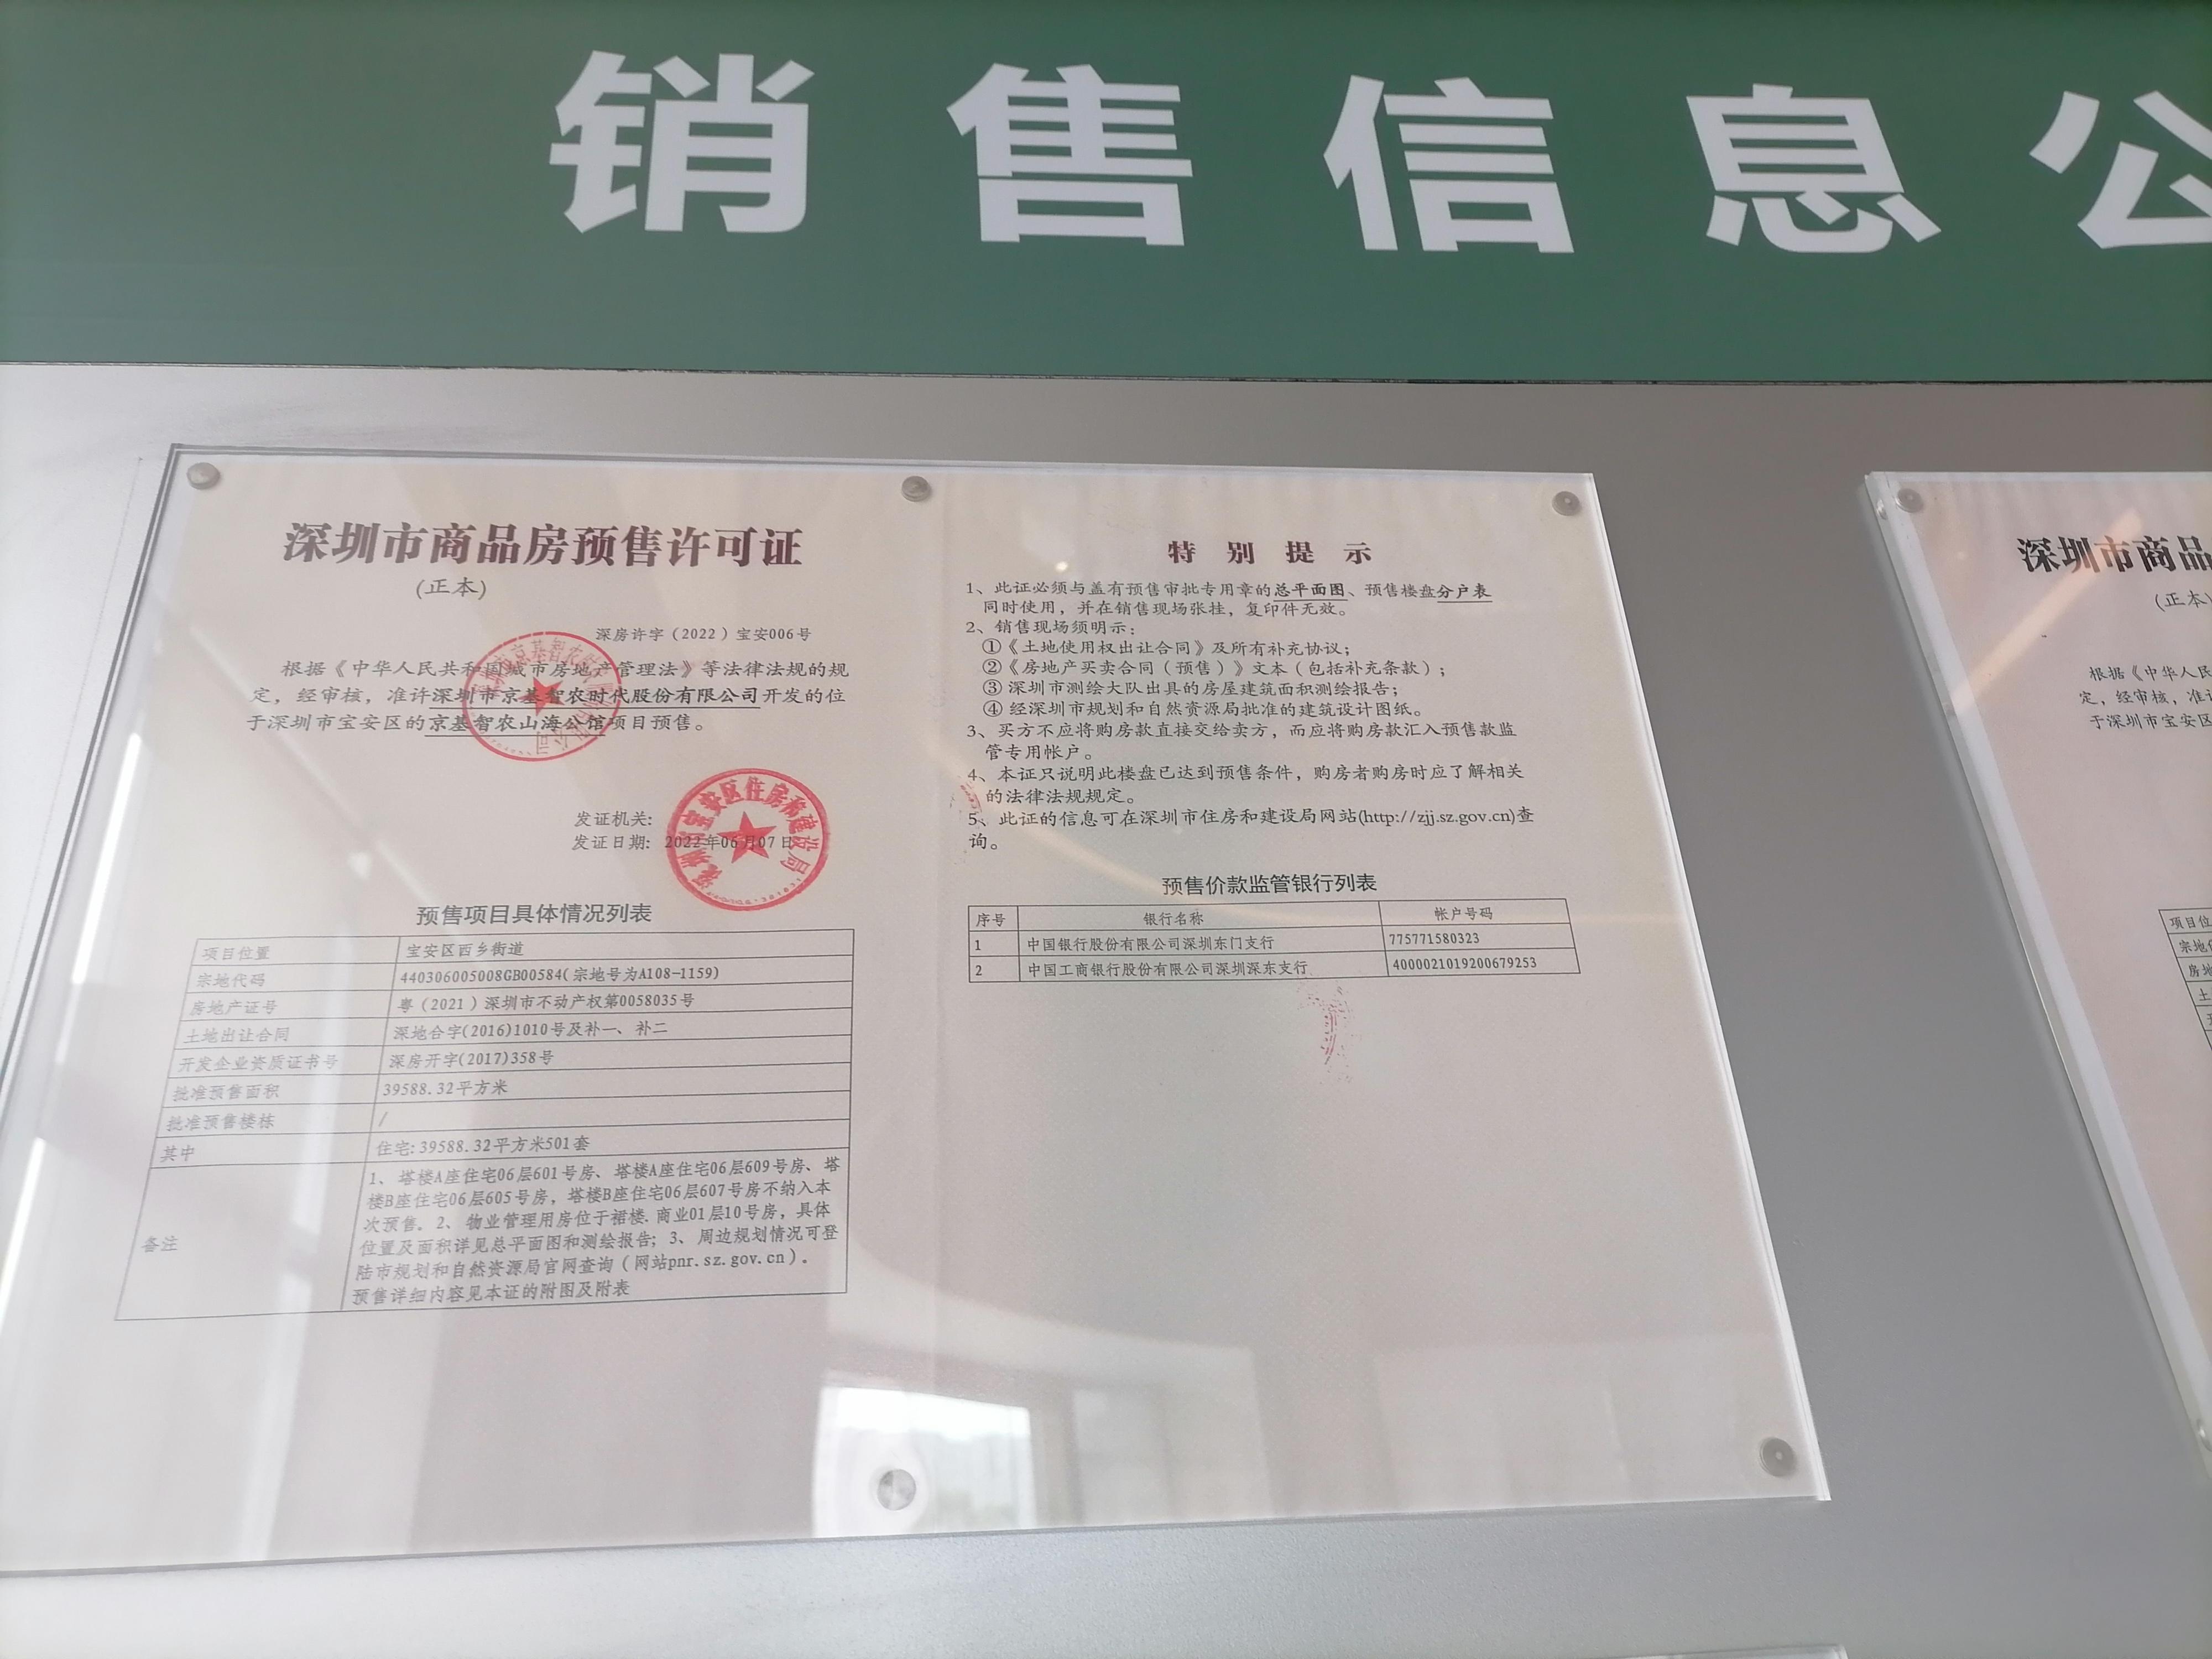 销售信息公
深圳市商品房预售许可证
(正本)
深房许字（2022）宝安006号
根据《中华人民共和国城市房地产管理法》等法律法规的规
定，经审核，准许深圳市京基智农时代股份有限公司开发的位
于深圳市宝安区的京基智农山海公馆项目预售。
发证机关:
发证日期: 2022年06月07日
深圳市宝安区住房和建设局
预售项目具体情况列表
项目位置 宝安区西乡街道
宗地代码 440306005008GB00584(宗地号为A108-1159)
房地产证号 粤（2021）深圳市不动产权第0058035号
土地出让合同 深地合字(2016)1010号及补一、补二
开发企业资质证书号 深房开字(2017)358号
批准预售面积 39588.32平方米
批准预售楼栋 /
其中 住宅:39588.32平方米501套
备注 1、塔楼A座住宅06层601号房、塔楼A座住宅06层609号房、塔
楼B座住宅06层605号房，塔楼B座住宅06层607号房不纳入本
次预售。2、物业管理用房位于裙楼.商业01层10号房，具体
位置及面积详见总平面图和测绘报告；3、周边规划情况可登
陆市规划和自然资源局官网查询（网站pnr.sz.gov.cn）。
预售详细内容见本证的附图及附表
特别提示
1、此证必须与盖有预售审批专用章的总平面图、预售楼盘分户表
同时使用，并在销售现场张挂，复印件无效。
2、销售现场须明示：
①《土地使用权出让合同》及所有补充协议；
②《房地产买卖合同（预售）》文本（包括补充条款）；
③ 深圳市测绘大队出具的房屋建筑面积测绘报告；
④ 经深圳市规划和自然资源局批准的建筑设计图纸。
3、买方不应将购房款直接交给卖方，而应将购房款汇入预售款监
管专用帐户。
4、本证只说明此楼盘已达到预售条件，购房者购房时应了解相关
的法律法规规定。
5、此证的信息可在深圳市住房和建设局网站(http://zjj.sz.gov.cn)查
询。
预售价款监管银行列表
序号 银行名称 帐户号码
1 中国银行股份有限公司深圳东门支行 775771580323
2 中国工商银行股份有限公司深圳深东支行 4000021019200679253
深圳市商品
(正本)
根据《中华人民
定，经审核，准
于深圳市宝安区
项目位
宗地
房地
土